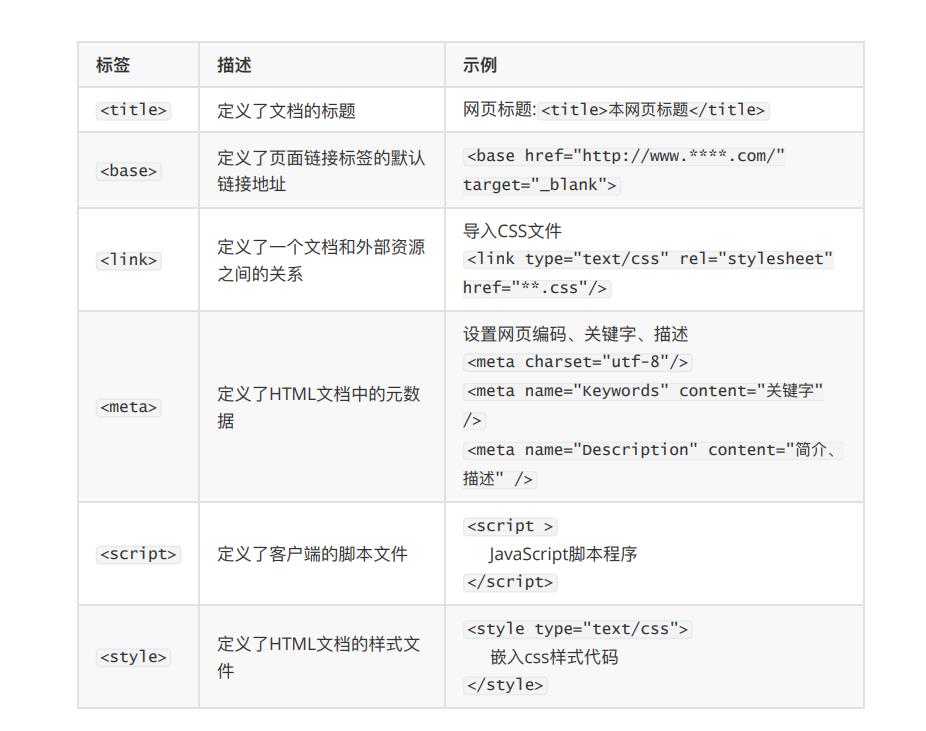 标签 描述 示例
<title> 定义了文档的标题 网页标题:<title>本网页标题</title>
<base> 定义了页面链接标签的默认
链接地址
<base href="http://www.****.com/"
target="_blank">
<link> 定义了一个文档和外部资源
之间的关系
导入CSS文件
<link type="text/css" rel="stylesheet"
href="**.css"/>
<meta> 定义了HTML文档中的元数
据
设置网页编码、关键字、描述
<meta charset="utf-8"/>
<meta name="Keywords" content="关键字"
/>
<meta name="Description" content="简介、
描述" />
<script> 定义了客户端的脚本文件
<script >
JavaScript脚本程序
</script>
<style> 定义了HTML文档的样式文
件
<style type="text/css">
嵌入css样式代码
</style>